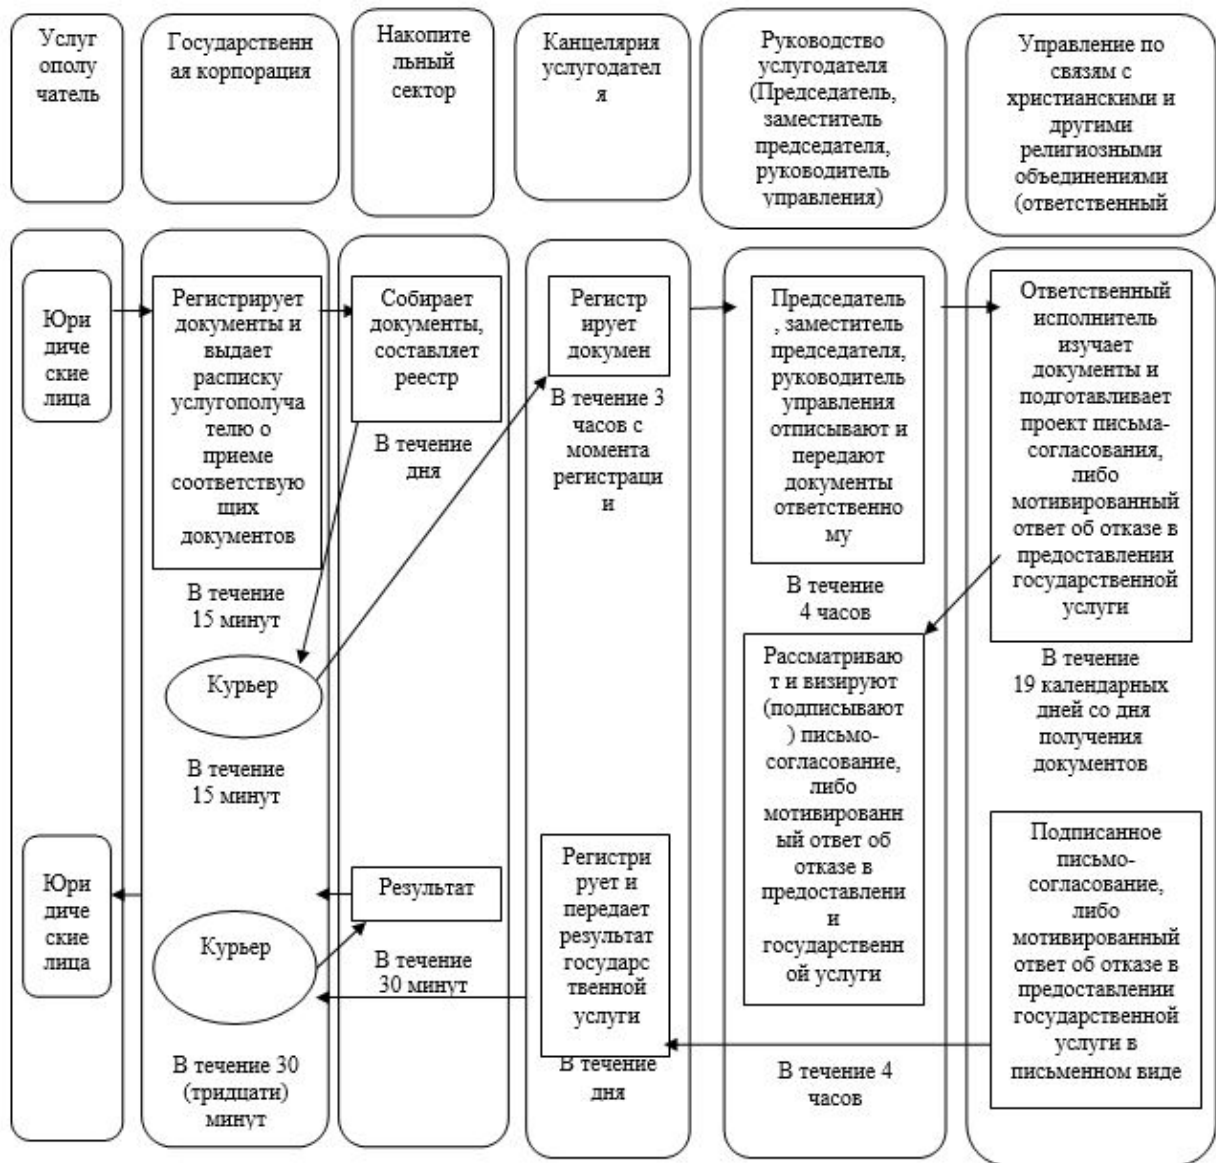 Услуг
ополу
чатель
Государственн
ая корпорация
Накопите
льный
сектор
Канцелярия
услугодател
я
Руководство
услугодателя
(Председатель,
заместитель
председателя,
руководитель
управления)
Управление по
связям с
христианскими и
другими
религиозными
объединениями
(ответственный
Юри
диче
ские
лица
Регистрирует
документы и
выдает
расписку
услугополуча
телю о
приеме
соответствую
щих
документов
В течение
15 минут
Курьер
В течение
15 минут
Собирает
документы,
составляет
реестр
В течение
дня
Регистр
ирует
докумен
В течение 3
часов с
момента
регистраци
и
Председатель
, заместитель
председателя,
руководитель
управления
отписывают и
передают
документы
ответственно
му
В течение
4 часов
Ответственный
исполнитель
изучает
документы и
подготавливает
проект письма-
согласования,
либо
мотивированный
ответ об отказе в
предоставлении
государственной
услуги
В течение
19 календарных
дней со дня
получения
документов
Рассматриваю
т и визируют
(подписывают
) письмо-
согласование,
либо
мотивированн
ый ответ об
отказе в
предоставлени
и
государственн
ой услуги
В течение 4
часов
Подписанное
письмо-
согласование,
либо
мотивированный
ответ об отказе в
предоставлении
государственной
услуги в
письменном виде
Регистри
рует и
передает
результат
государс
твенной
услуги
В течение
дня
Курьер
В течение 30
(тридцати)
минут
Результат
В течение
30 минут
Юри
диче
ские
лица